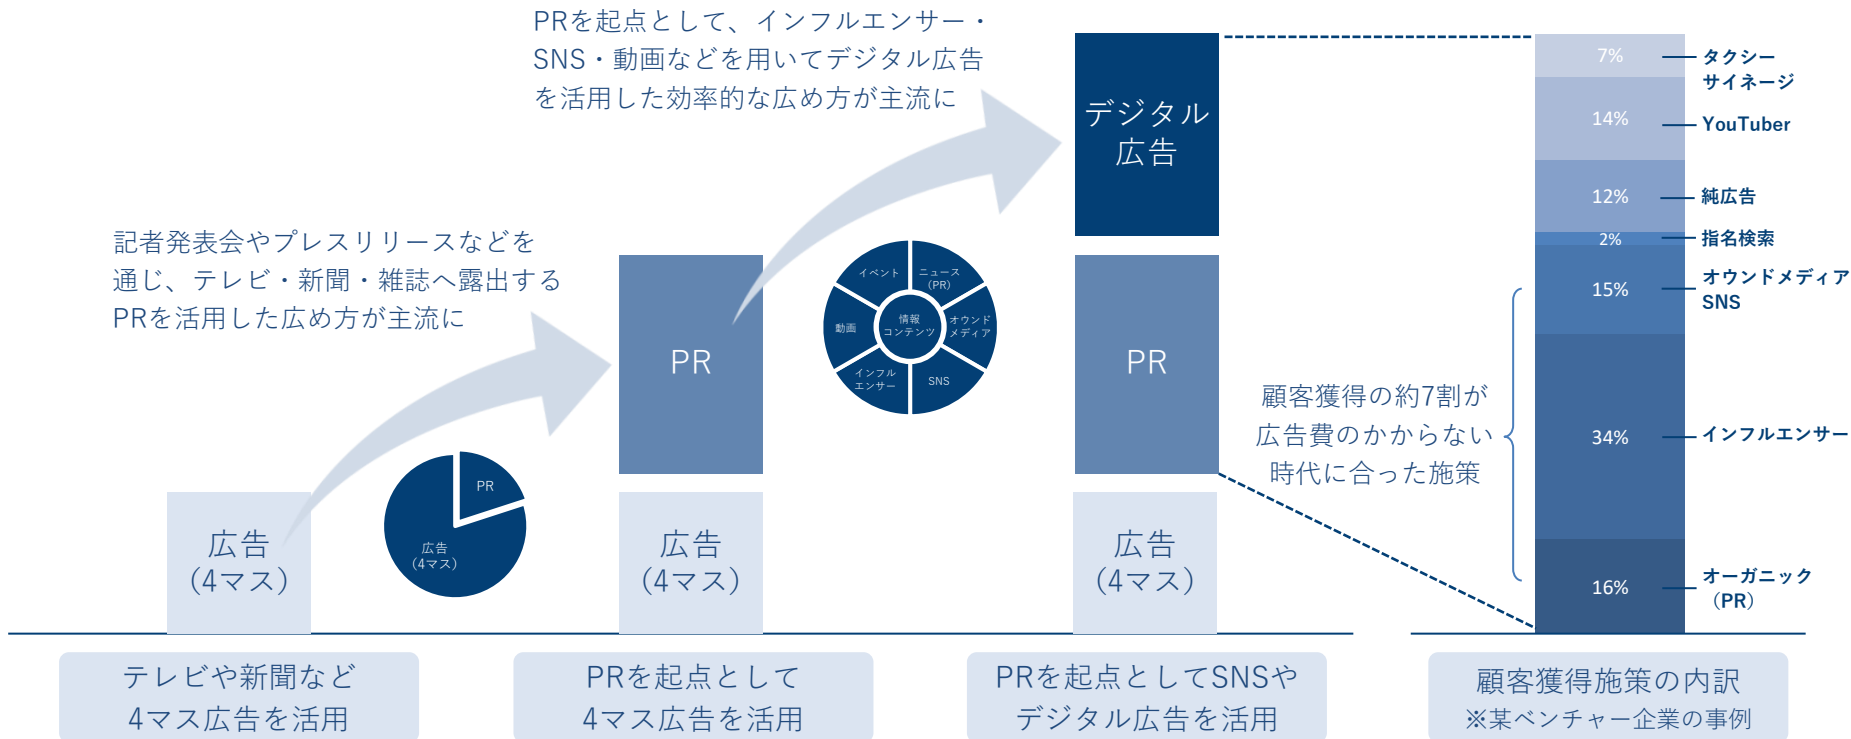 PRを起点として、インフルエンサー・
SNS・動画などを用いてデジタル広告
を活用した効率的な広め方が主流に
記者発表会やプレスリリースなどを
通じ、テレビ・新聞・雑誌へ露出する
PRを活用した広め方が主流に
広告
(4マス)
PR
広告
(4マス)
PR
広告
(4マス)
イベント
ニュース
(PR)
動画
情報
コンテンツ
オウンド
メディア
インフル
エンサー
SNS
デジタル
広告
PR
広告
(4マス)
顧客獲得の約7割が
広告費のかからない
時代に合った施策
7%
タクシー
サイネージ
14%
YouTuber
12%
純広告
2%
指名検索
15%
オウンドメディア
SNS
34%
インフルエンサー
16%
オーガニック
（PR）
テレビや新聞など
4マス広告を活用
PRを起点として
4マス広告を活用
PRを起点としてSNSや
デジタル広告を活用
顧客獲得施策の内訳
※某ベンチャー企業の事例